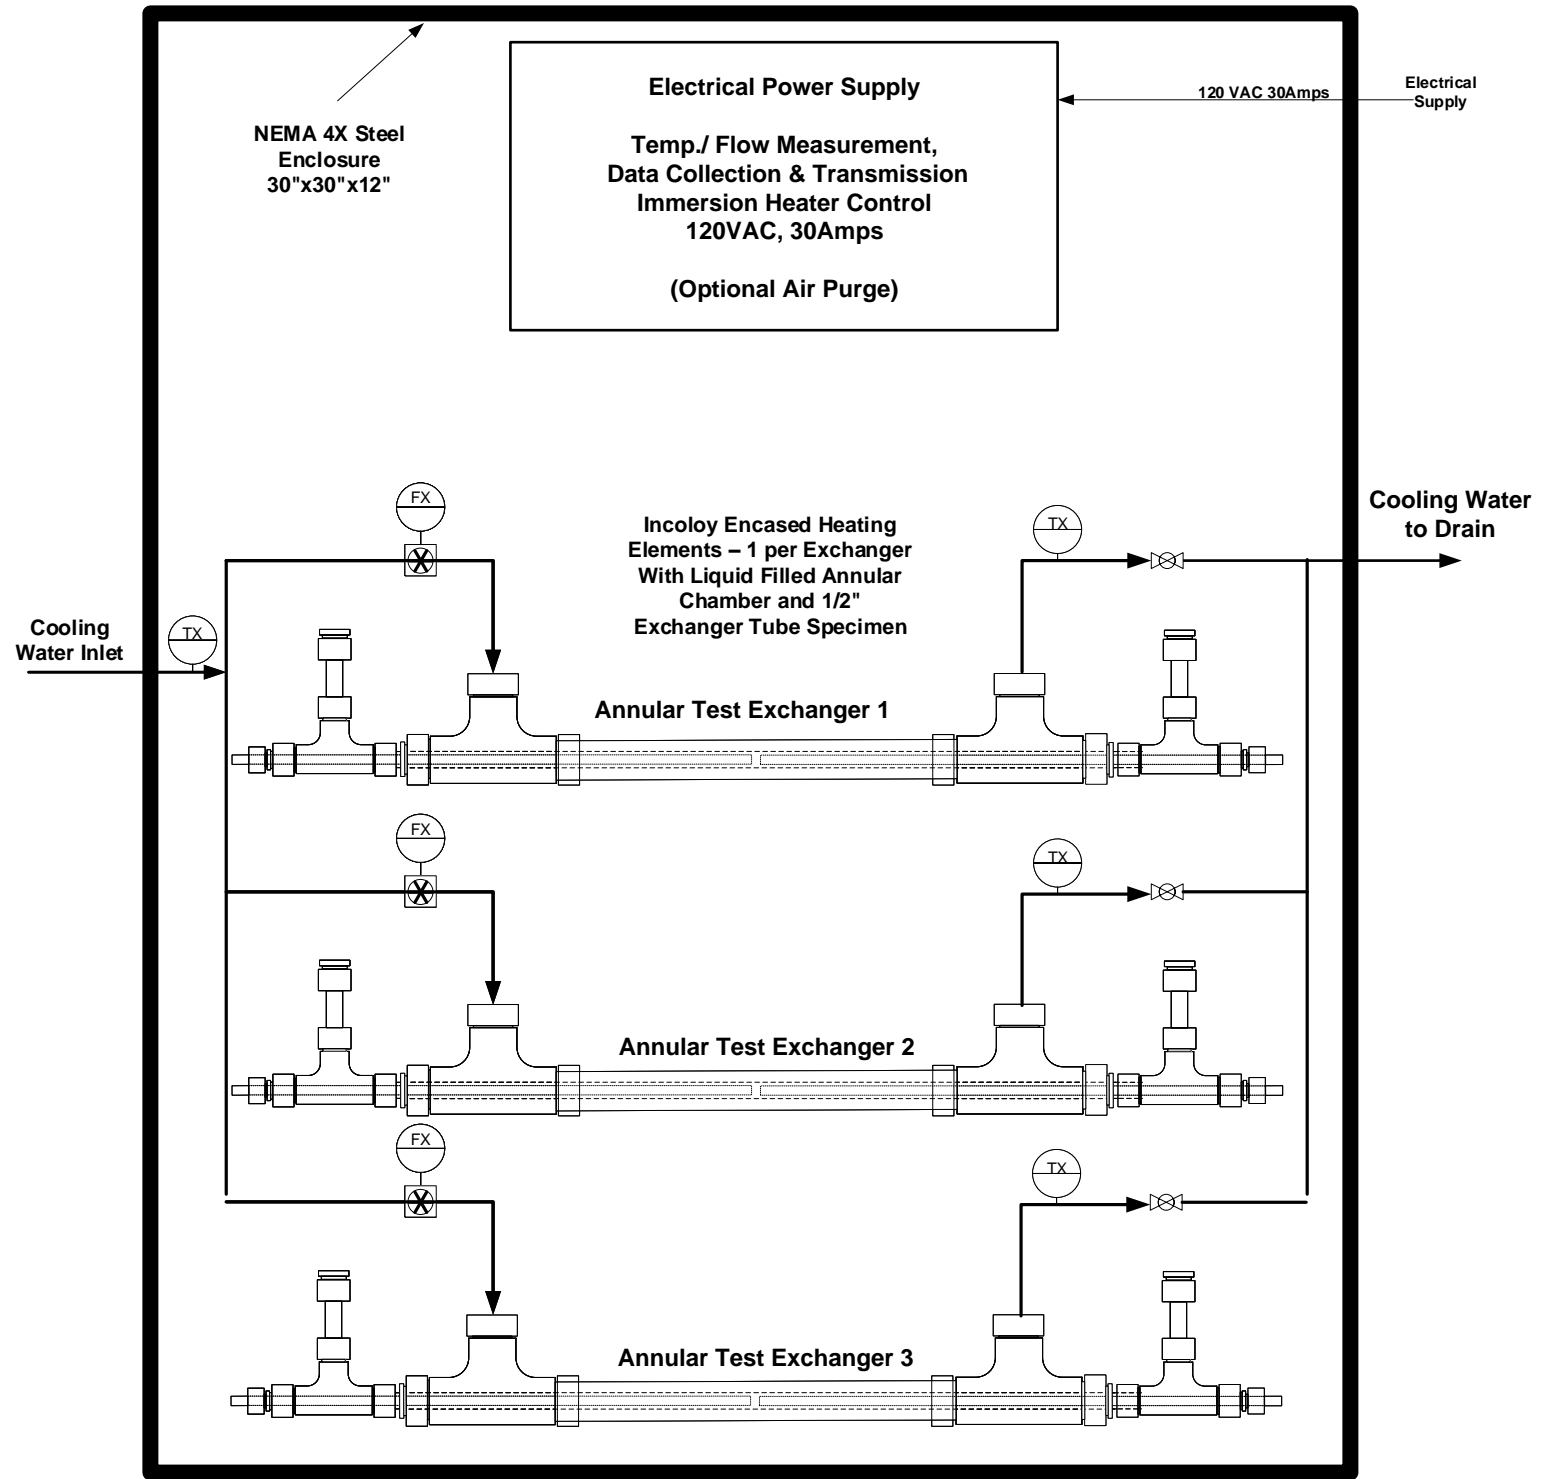 Electrical Power Supply
Temp./ Flow Measurement,
Data Collection & Transmission
Immersion Heater Control
120VAC, 30Amps
(Optional Air Purge)
120 VAC 30Amps
Electrical
Supply
NEMA 4X Steel
Enclosure
30"x30"x12"
FX
Incoloy Encased Heating
Elements – 1 per Exchanger
With Liquid Filled Annular
Chamber and 1/2"
Exchanger Tube Specimen
TX
Cooling Water
to Drain
Cooling
Water Inlet
TX
Annular Test Exchanger 1
FX
TX
Annular Test Exchanger 2
FX
TX
Annular Test Exchanger 3